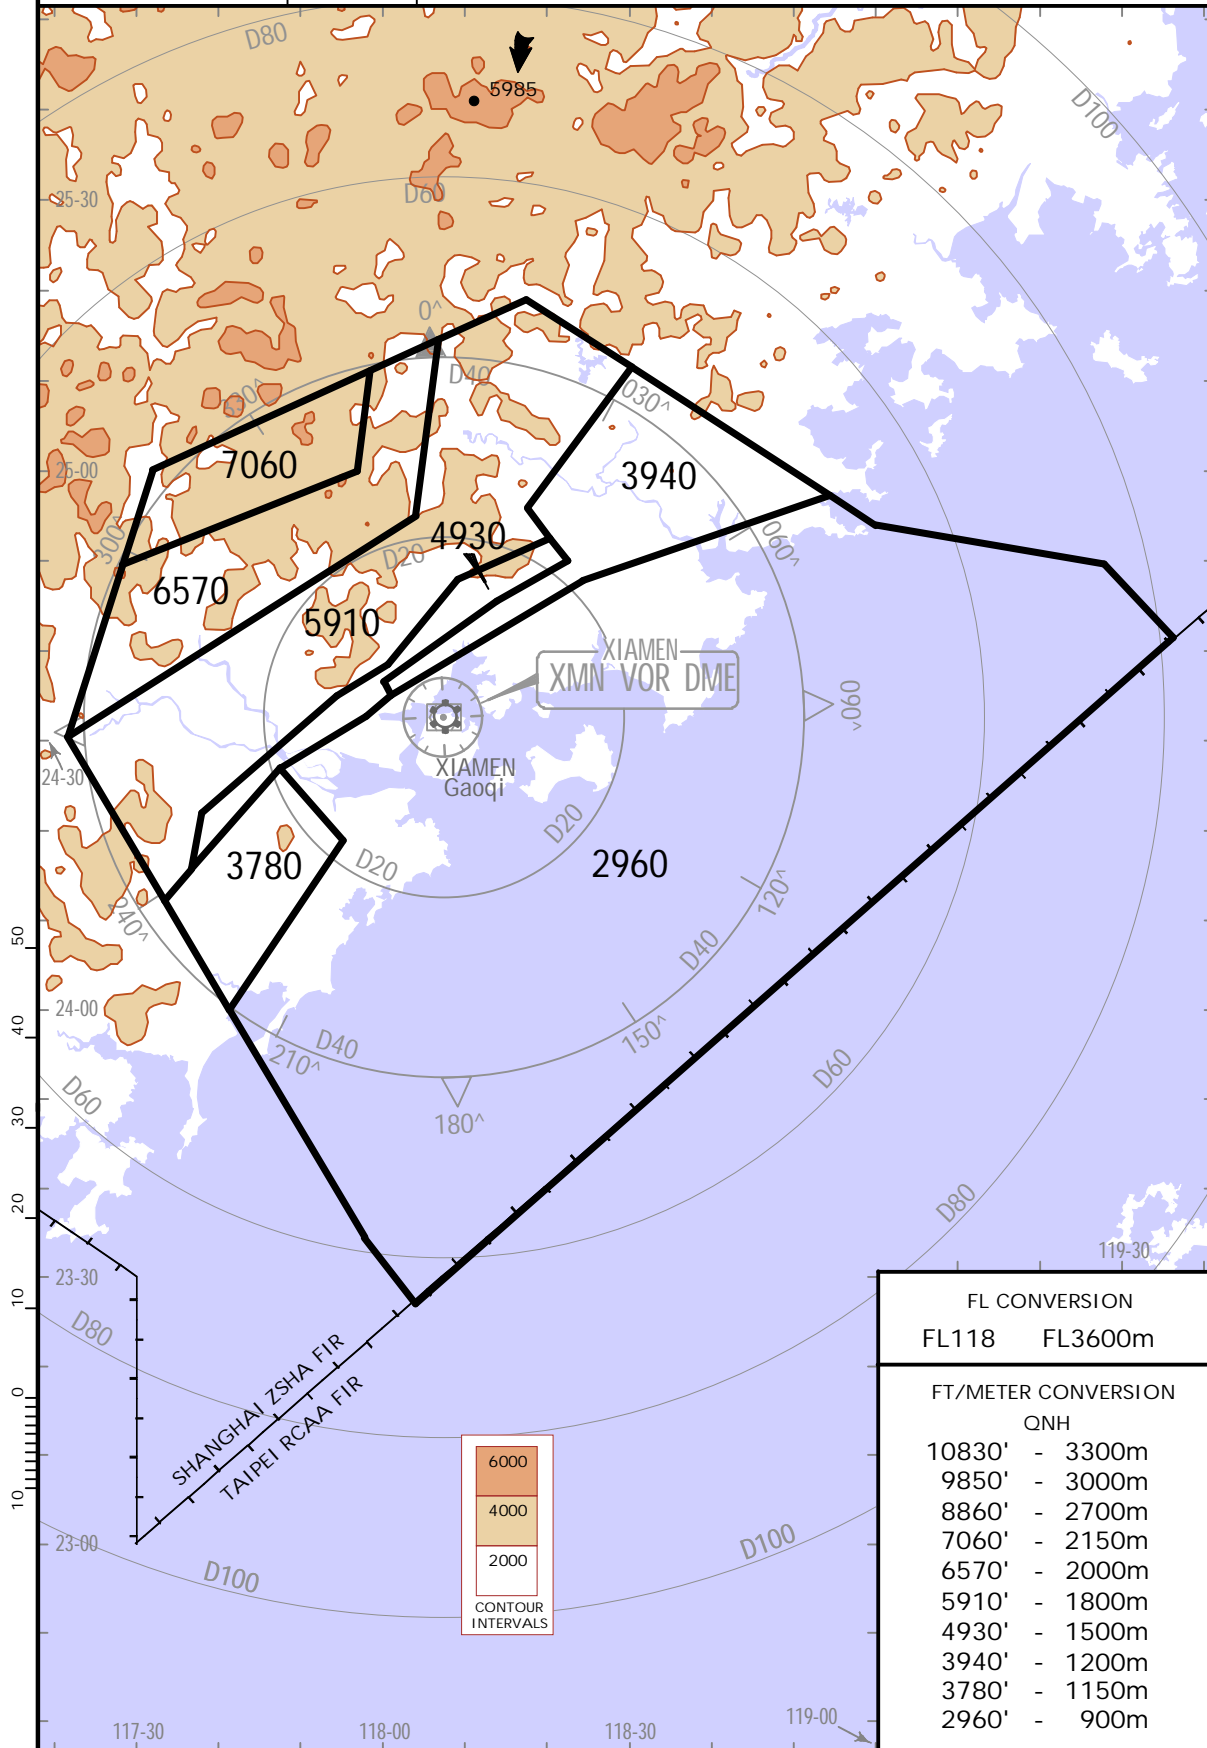 D80
5985
D100
25-30
D60
0^
D40
330^
030^
7060
3940
25-00
300^
4930
060^
D20
6570
5910
XIAMEN
XMN VOR DME
090^
24-30
XIAMEN
Gaoqi
D20
3780
D20
2960
120^
240^
50
D40
24-00
40
150^
D40
210^
D60
D60
30
180^
20
D80
119-30
23-30
10
D80
SHANGHAI ZSHA FIR
TAIPEI RCAA FIR
0
10
FL CONVERSION
FL118 FL3600m
FT/METER CONVERSION
QNH
10830' - 3300m
9850' - 3000m
8860' - 2700m
7060' - 2150m
6570' - 2000m
5910' - 1800m
4930' - 1500m
3940' - 1200m
3780' - 1150m
2960' - 900m
6000
4000
2000
CONTOUR
INTERVALS
23-00
D100
D100
117-30
118-00
118-30
119-00